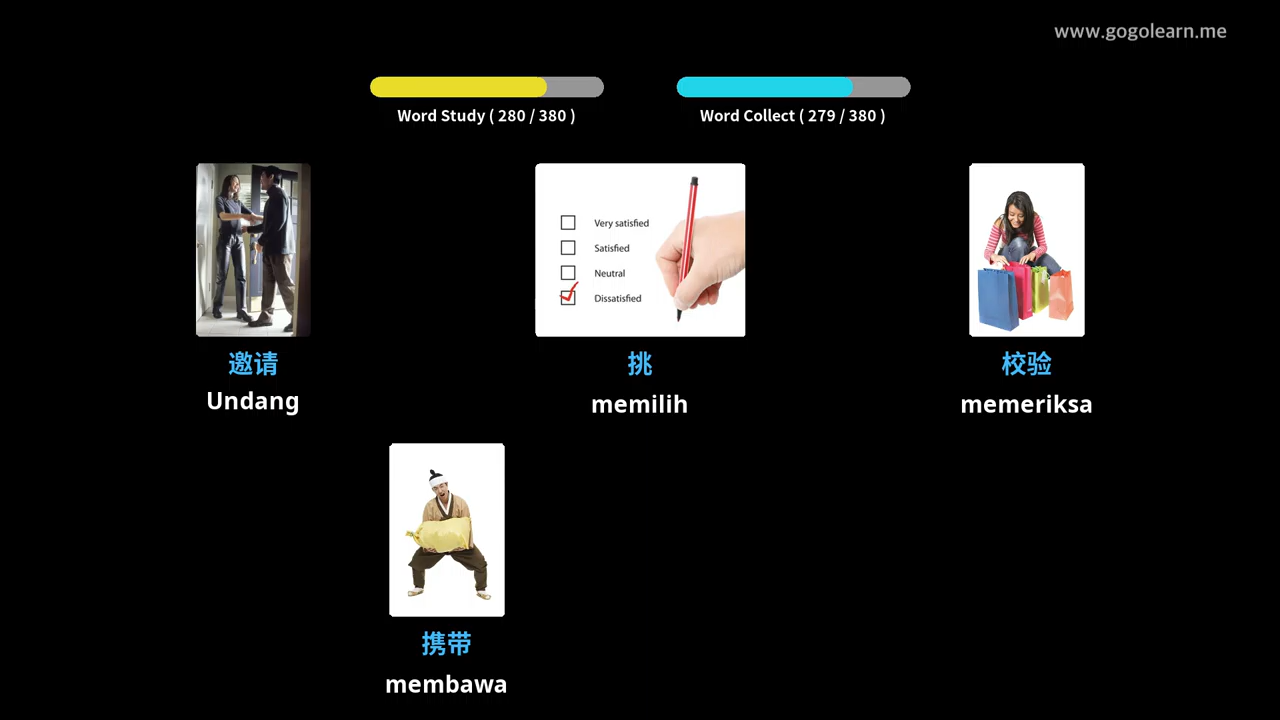 www.gogolearn.me
Word Study ( 280 / 380 )
Word Collect ( 279 / 380 )
Very satisfied
Satisfied
Neutral
Dissatisfied
邀请
Undang
挑
memilih
校验
memeriksa
携带
membawa